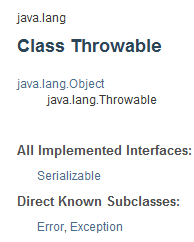 java.lang
Class Throwable
java.lang.Object
java.lang.Throwable
All Implemented Interfaces:
Serializable
Direct Known Subclasses:
Error, Exception